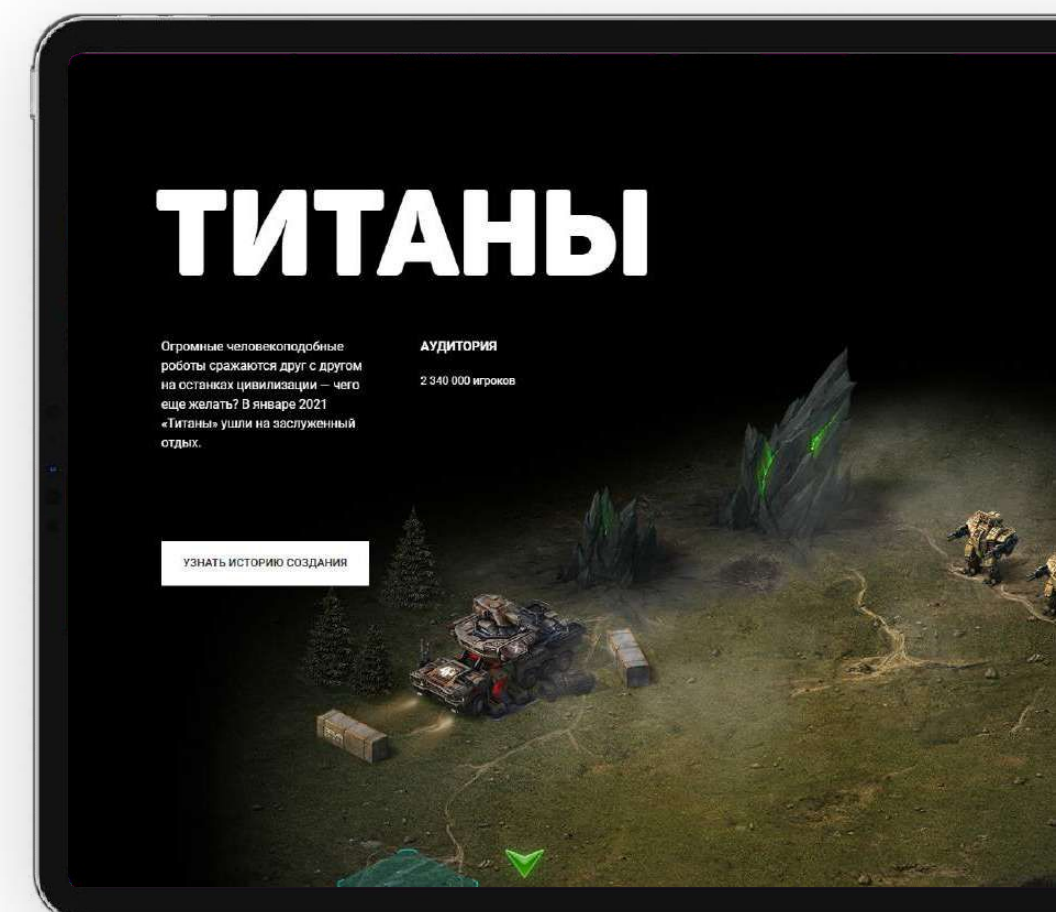 ТИТАНЫ
Огромные человекоподобные
роботы сражаются друг с другом
на останках цивилизации — чего
еще желать? В январе 2021
«Титаны» ушли на заслуженный
отдых.
АУДИТОРИЯ
2 340 000 игроков
УЗНАТЬ ИСТОРИЮ СОЗДАНИЯ